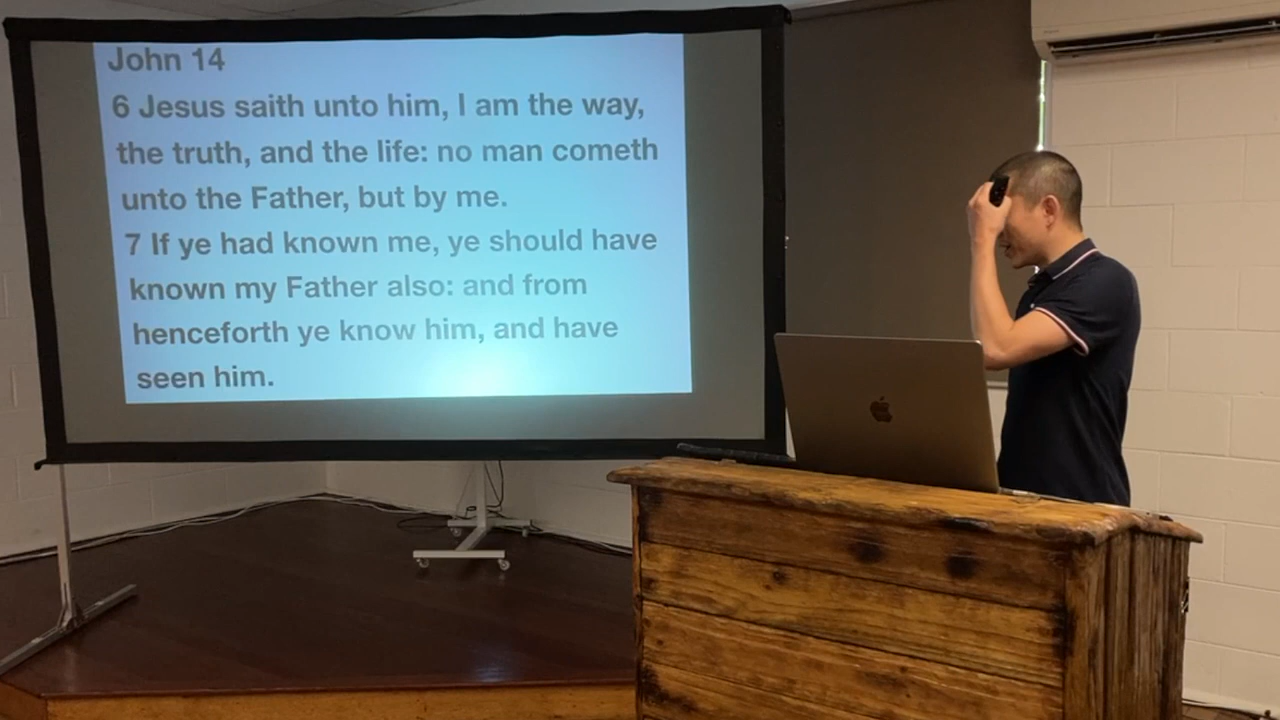 John 14
6 Jesus saith unto him, I am the way,
the truth, and the life: no man cometh
unto the Father, but by me.
7 If ye had known me, ye should have
known my Father also: and from
henceforth ye know him, and have
seen him.